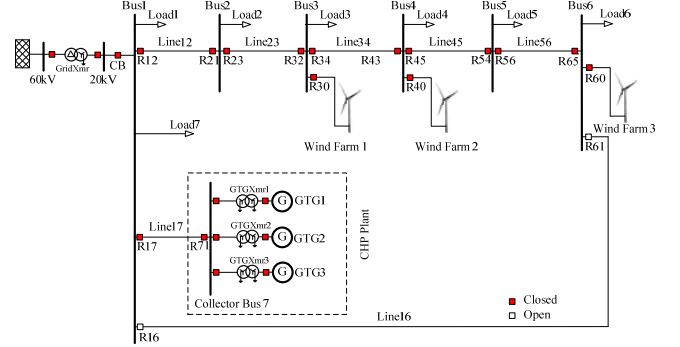 Bus1 Bus2 Bus3 Bus4 Bus5 Bus6
Load1 Load2 Load3 Load4 Load5 Load6
Line12 Line23 Line34 Line45 Line56
GridXmr
60kV 20kV CB R12 R21 R23 R32 R34 R43 R45 R54 R56 R65
R30 R40 R60
Wind Farm 1 Wind Farm 2 Wind Farm 3
R61
Load7
GTGXmr1
G GTG1
Line17 GTGXmr2
G GTG2
R17 R71
GTGXmr3
G GTG3
CHP Plant
Collector Bus 7
Closed
Open
Line16
R16